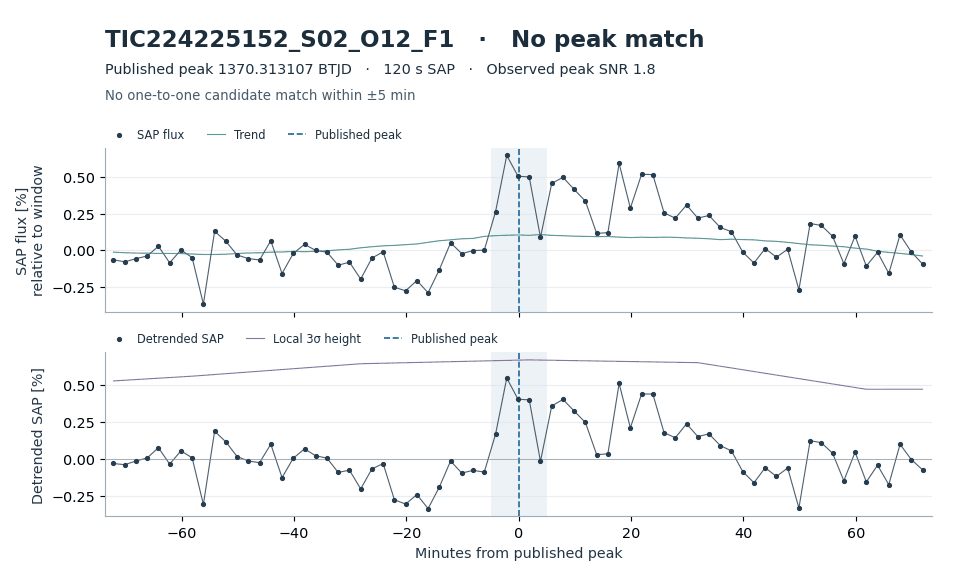 TIC224225152_S02_O12_F1 · No peak match
Published peak 1370.313107 BTJD · 120 s SAP · Observed peak SNR 1.8
No one-to-one candidate match within ±5 min
SAP flux Trend Published peak
SAP flux [%]
relative to window
0.50
0.25
0.00
−0.25
Detrended SAP Local 3σ height Published peak
Detrended SAP [%]
0.50
0.25
0.00
−0.25
−60 −40 −20 0 20 40 60
Minutes from published peak